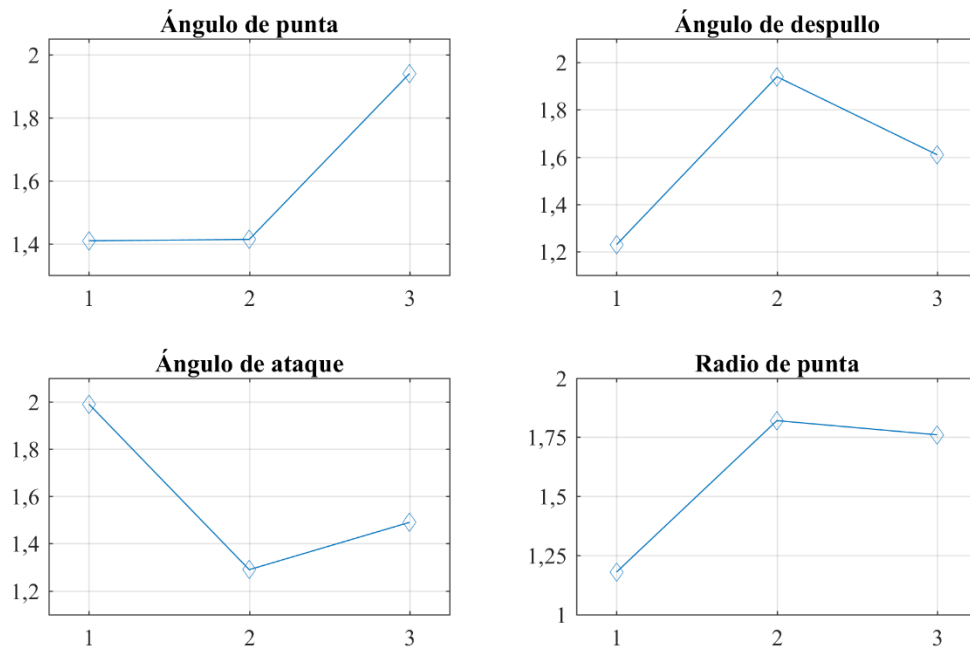 Ángulo de punta
2
1,8
1,6
1,4
1 2 3
Ángulo de despullo
2
1,8
1,6
1,4
1,2
1 2 3
Ángulo de ataque
2
1,8
1,6
1,4
1,2
1 2 3
Radio de punta
2
1,75
1,5
1,25
1
1 2 3